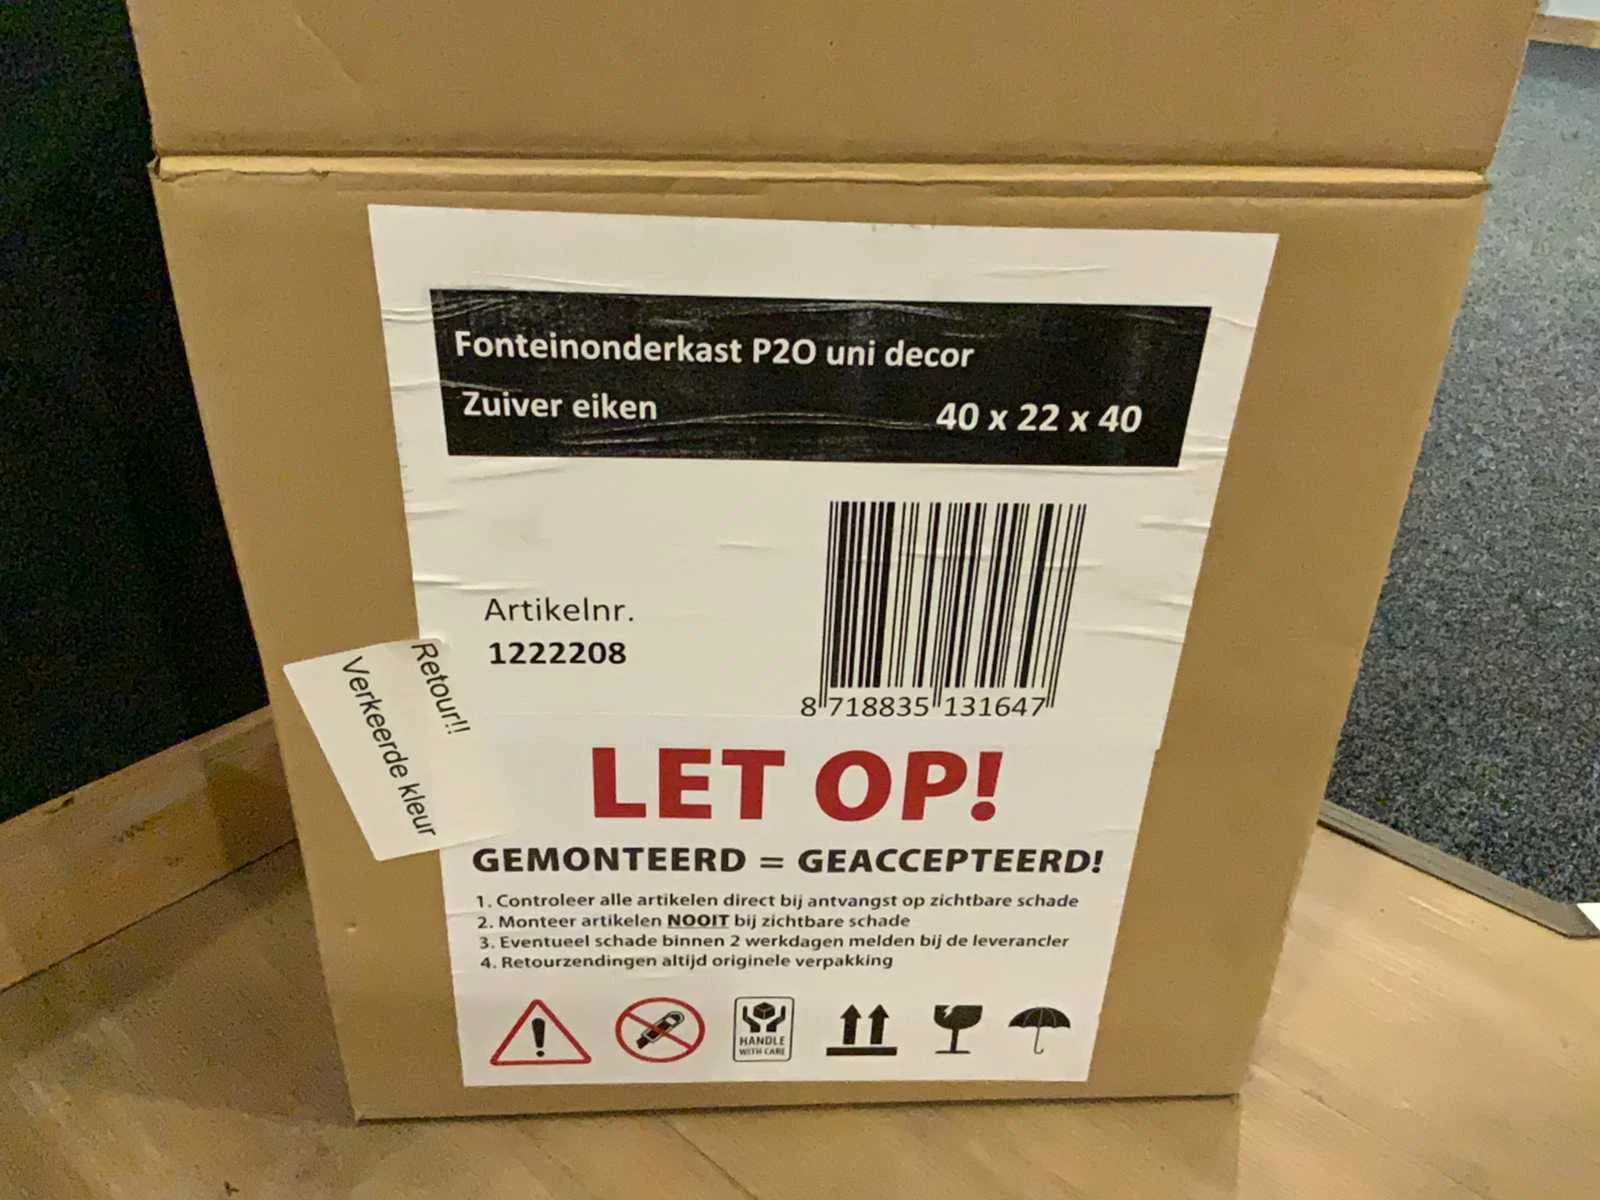 Fonteinonderkast P2O uni decor
Zuiver eiken 40 x 22 x 40
Artikelnr.
1222208
8 718835 131647
Retour!!
Verkeerde kleur
LET OP!
GEMONTEERD = GEACCEPTEERD!
1. Controleer alle artikelen direct bij antvangst op zichtbare schade
2. Monteer artikelen NOOIT bij zichtbare schade
3. Eventueel schade binnen 2 werkdagen melden bij de leverancler
4. Retourzendingen altijd originele verpakking
HANDLE
WITH CARE